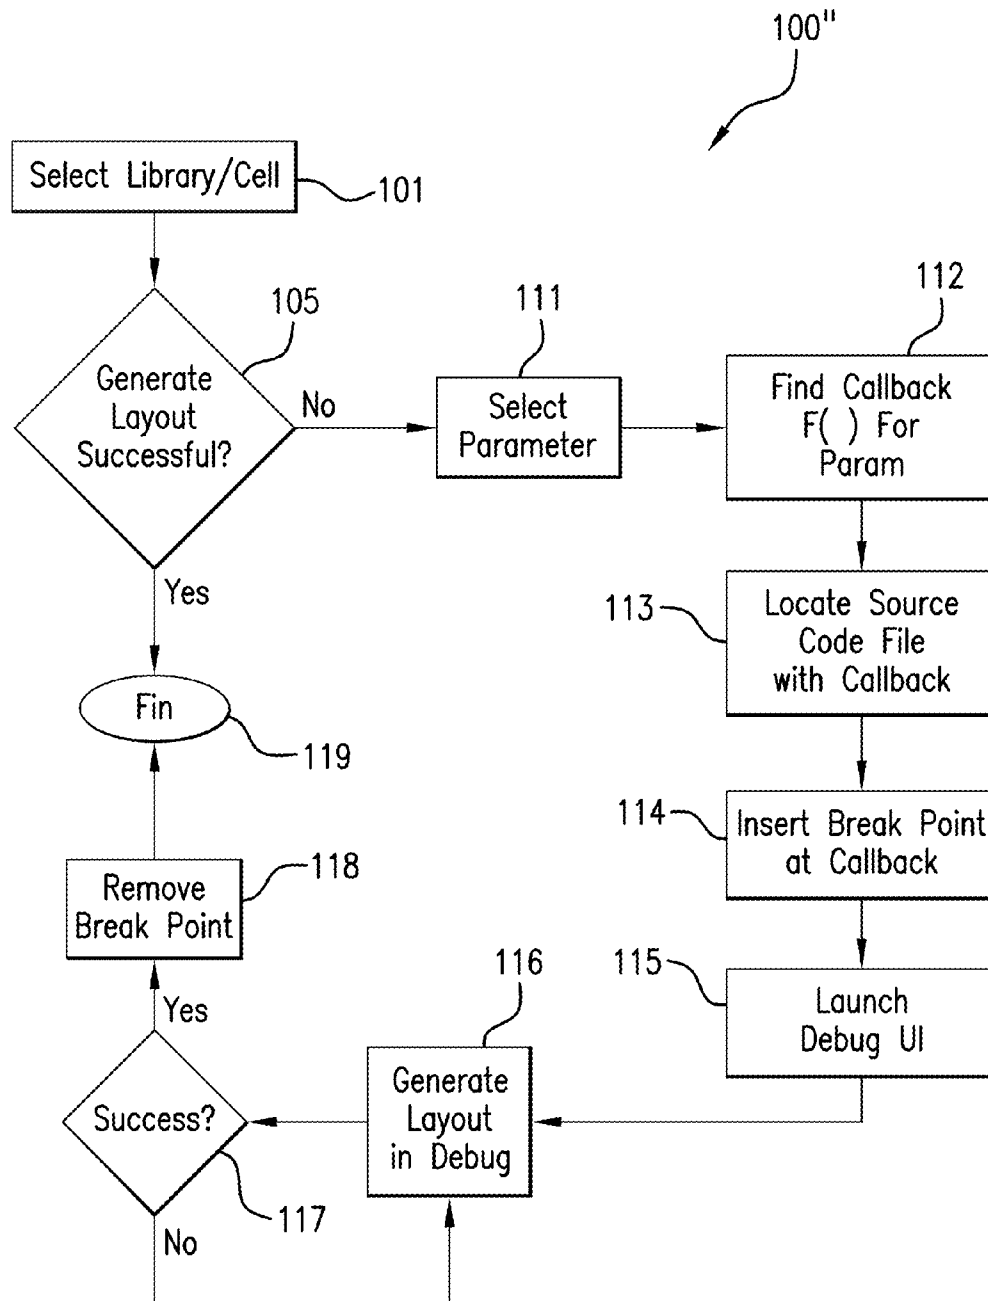 100"
Select Library/Cell
101
105
Generate
Layout
Successful?
No
Yes
111
Select
Parameter
112
Find Callback
F( ) For
Param
113
Locate Source
Code File
with Callback
114
Insert Break Point
at Callback
115
Launch
Debug UI
116
Generate
Layout
in Debug
Success?
117
Yes
No
Remove
Break Point
118
Fin
119